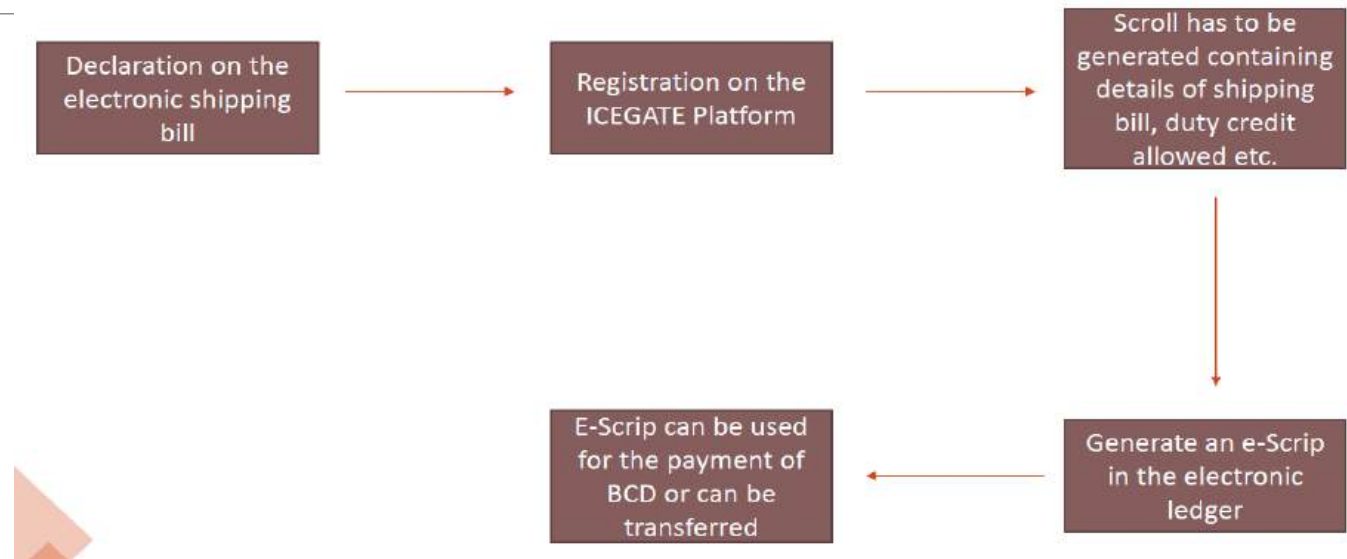 Declaration on the
electronic shipping
bill
Registration on the
ICEGATE Platform
Scroll has to be
generated containing
details of shipping
bill, duty credit
allowed etc.
Generate an e-Scrip
in the electronic
ledger
E-Scrip can be used
for the payment of
BCD or can be
transferred